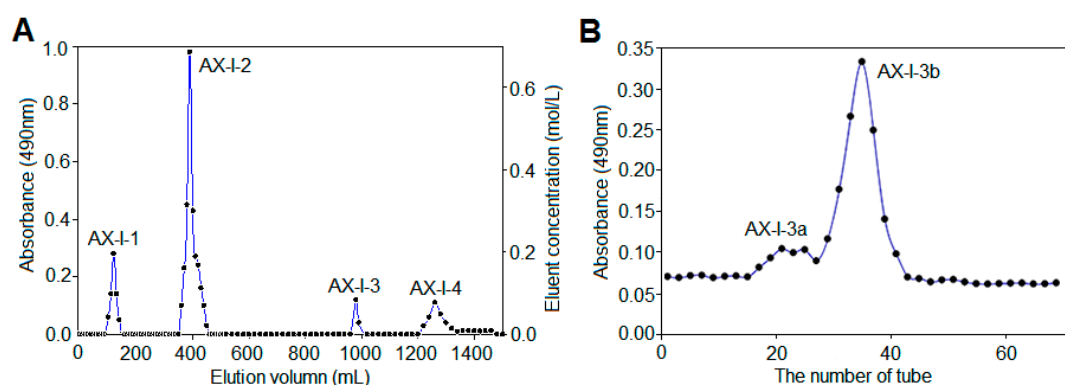 A
Absorbance (490nm)
1.0
0.8
0.6
0.4
0.2
0.0
0
200
400
600
800
1000
1200
1400
Elution volumn (mL)
AX-I-1
AX-I-2
AX-I-3
AX-I-4
0.6
0.4
0.2
0.0
Eluent concentration (mol/L)
B
Absorbance (490nm)
0.35
0.30
0.25
0.20
0.15
0.10
0.05
0.00
0
20
40
60
The number of tube
AX-I-3a
AX-I-3b